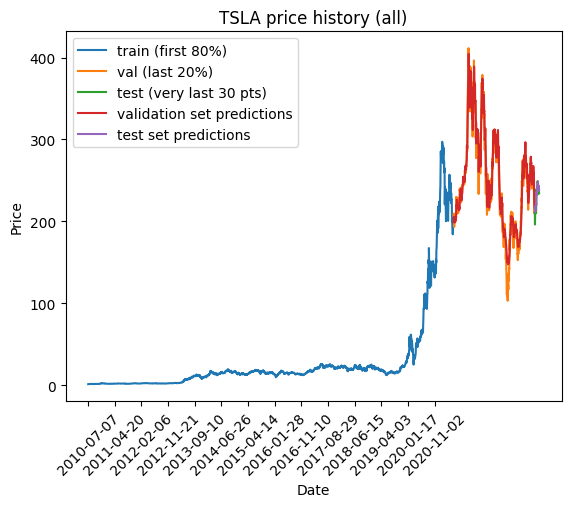 TSLA price history (all)
train (first 80%)
val (last 20%)
test (very last 30 pts)
validation set predictions
test set predictions
400
300
200
100
0
Price
2010-07-07
2011-04-20
2012-02-06
2012-11-21
2013-09-10
2014-06-26
2015-04-14
2016-01-28
2016-11-10
2017-08-29
2018-06-15
2019-04-03
2020-01-17
2020-11-02
Date